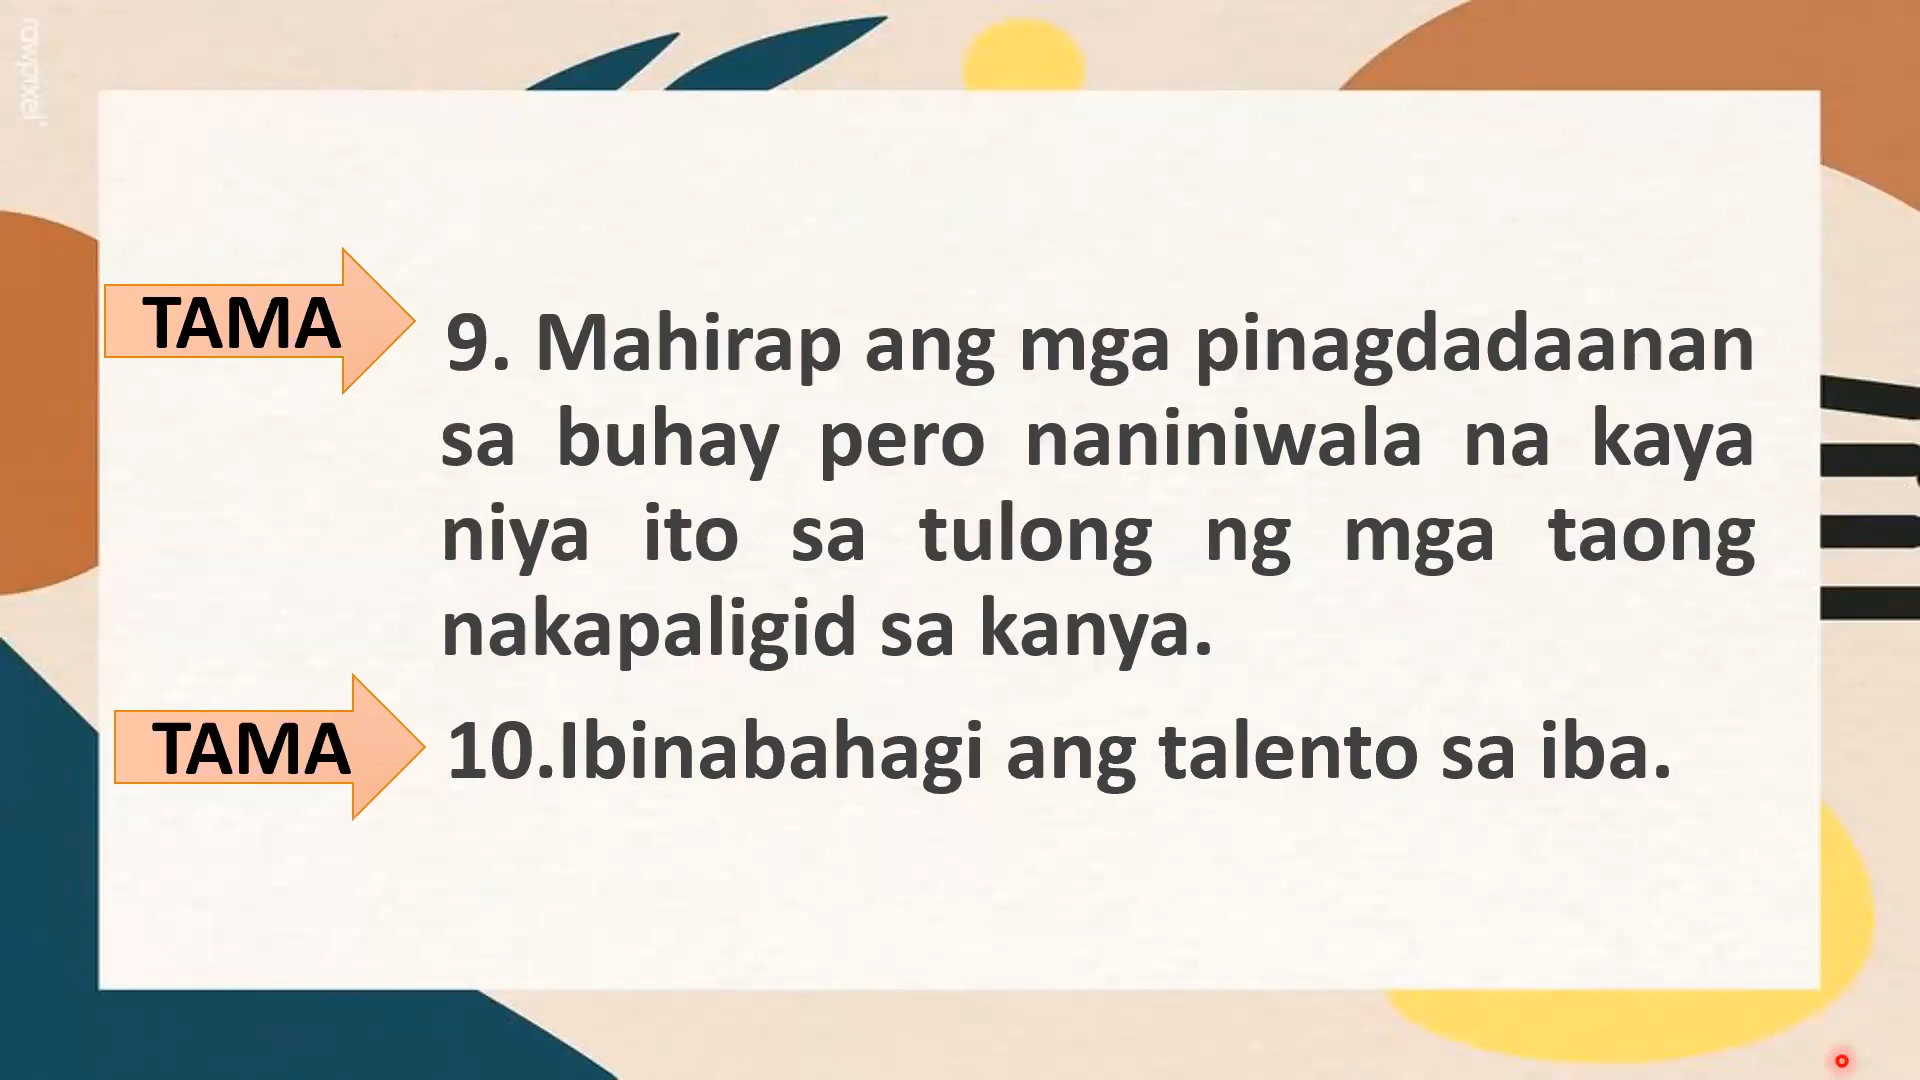 rawpixel
TAMA
9. Mahirap ang mga pinagdadaanan
sa buhay pero naniniwala na kaya
niya ito sa tulong ng mga taong
nakapaligid sa kanya.
TAMA
10.Ibinabahagi ang talento sa iba.